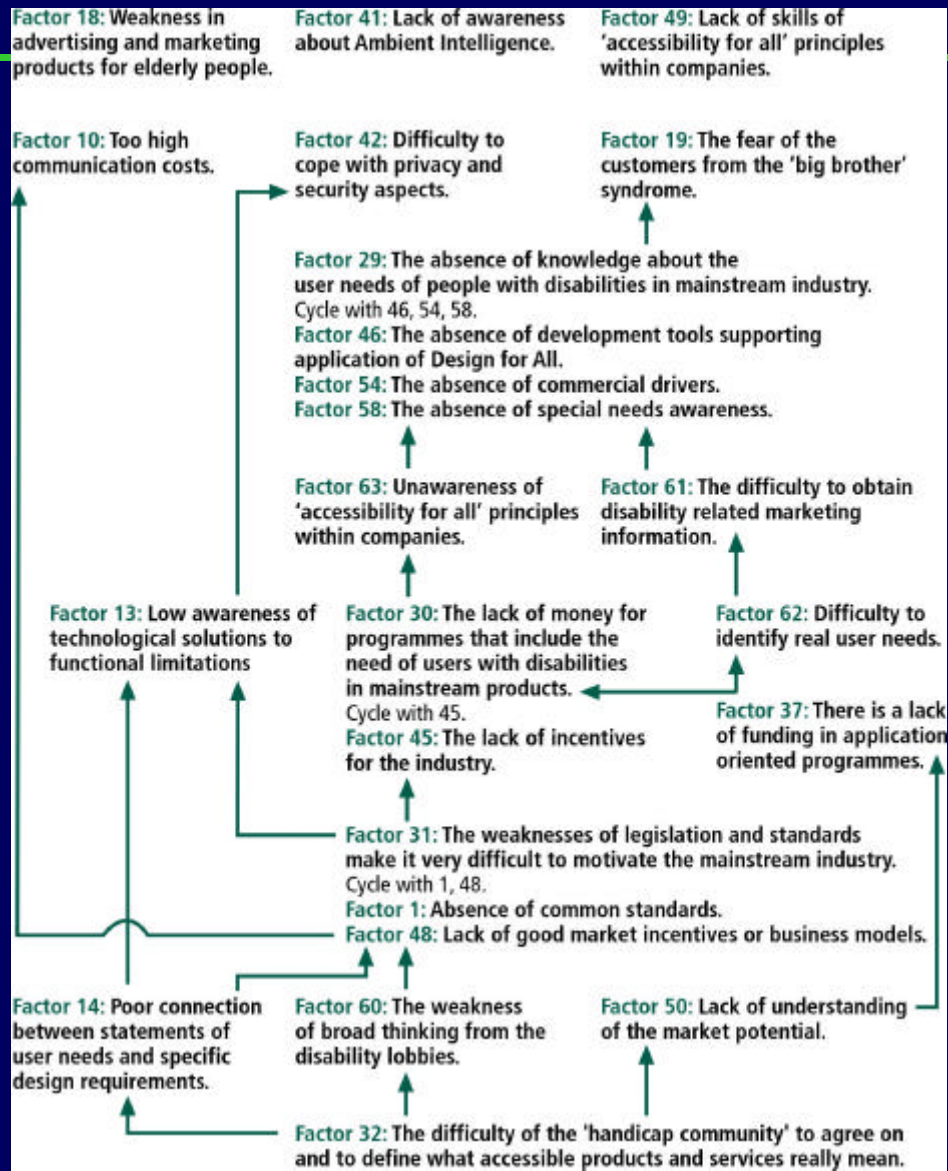 Factor 18: Weakness in
advertising and marketing
products for elderly people.
Factor 41: Lack of awareness
about Ambient Intelligence.
Factor 49: Lack of skills of
‘accessibility for all’ principles
within companies.
Factor 10: Too high
communication costs.
Factor 42: Difficulty to
cope with privacy and
security aspects.
Factor 19: The fear of the
customers from the ‘big brother’
syndrome.
Factor 29: The absence of knowledge about the
user needs of people with disabilities in mainstream industry.
Cycle with 46, 54, 58.
Factor 46: The absence of development tools supporting
application of Design for All.
Factor 54: The absence of commercial drivers.
Factor 58: The absence of special needs awareness.
Factor 63: Unawareness of
‘accessibility for all’ principles
within companies.
Factor 61: The difficulty to obtain
disability related marketing
information.
Factor 13: Low awareness of
technological solutions to
functional limitations
Factor 30: The lack of money for
programmes that include the
need of users with disabilities
in mainstream products.
Cycle with 45.
Factor 45: The lack of incentives
for the industry.
Factor 62: Difficulty to
identify real user needs.
Factor 37: There is a lack
of funding in application
oriented programmes.
Factor 31: The weaknesses of legislation and standards
make it very difficult to motivate the mainstream industry.
Cycle with 1, 48.
Factor 1: Absence of common standards.
Factor 48: Lack of good market incentives or business models.
Factor 14: Poor connection
between statements of
user needs and specific
design requirements.
Factor 60: The weakness
of broad thinking from the
disability lobbies.
Factor 50: Lack of understanding
of the market potential.
Factor 32: The difficulty of the 'handicap community' to agree on
and to define what accessible products and services really mean.